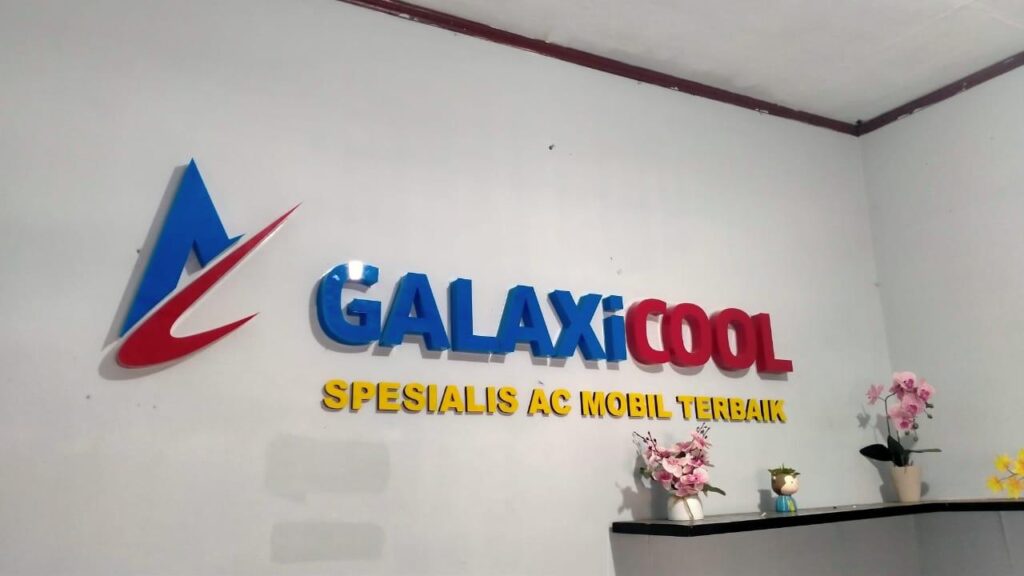 GALAXiCOOL
SPESIALIS AC MOBIL TERBAIK